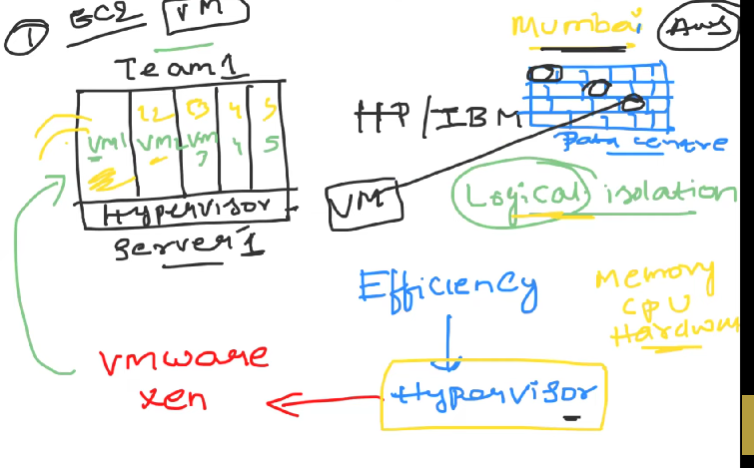 1 EC2 VM
Mumbai AWS
Team1
22 3 4 5
VM1 VM2 VM3 4 5
HP/IBM
Data centre
Hypervisor
VM
Logical isolation
Server1
Efficiency
Memory
CPU
Hardware
VMware
Xen
Hypervisor